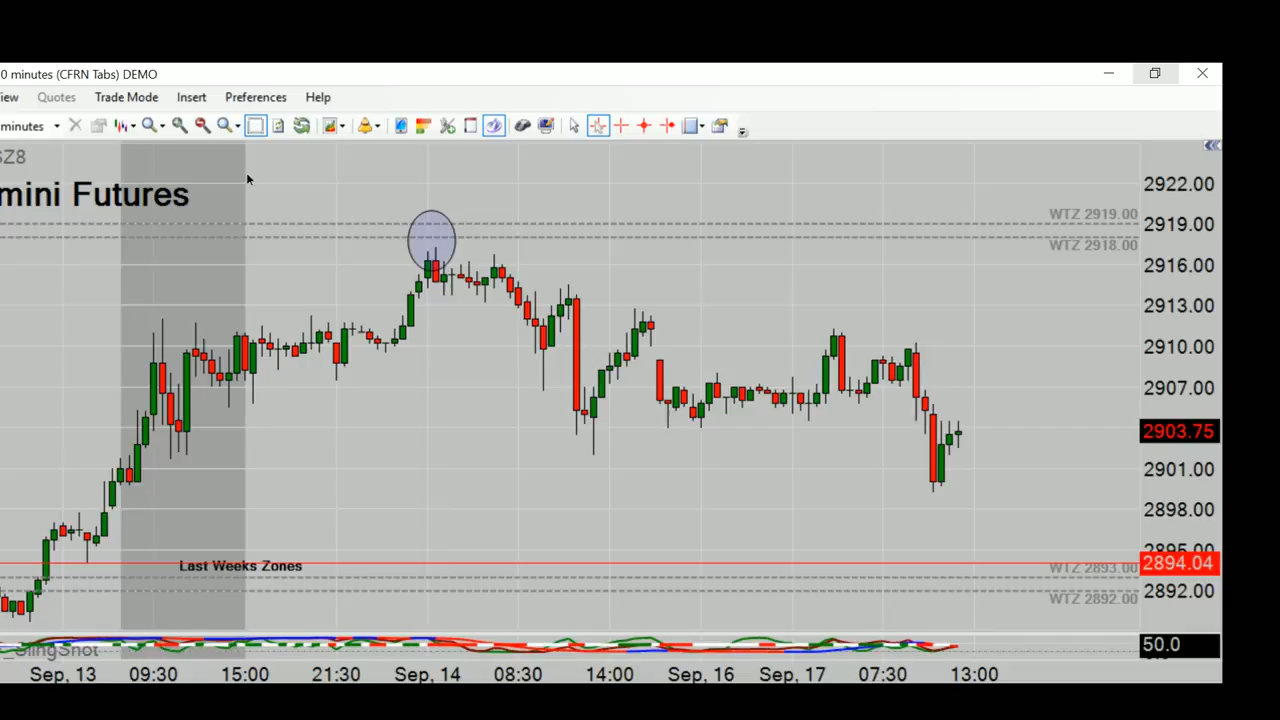 0 minutes (CFRN Tabs) DEMO
iew Quotes Trade Mode Insert Preferences Help
minutes
SZ8
mini Futures
2922.00
WTZ 2919.00
2919.00
WTZ 2918.00
2916.00
2913.00
2910.00
2907.00
2903.75
2901.00
2898.00
2895.00
Last Weeks Zones
WTZ 2893.00
2894.04
2892.00
WTZ 2892.00
_SlingShot
50.0
Sep, 13 09:30 15:00 21:30 Sep, 14 08:30 14:00 Sep, 16 Sep, 17 07:30 13:00